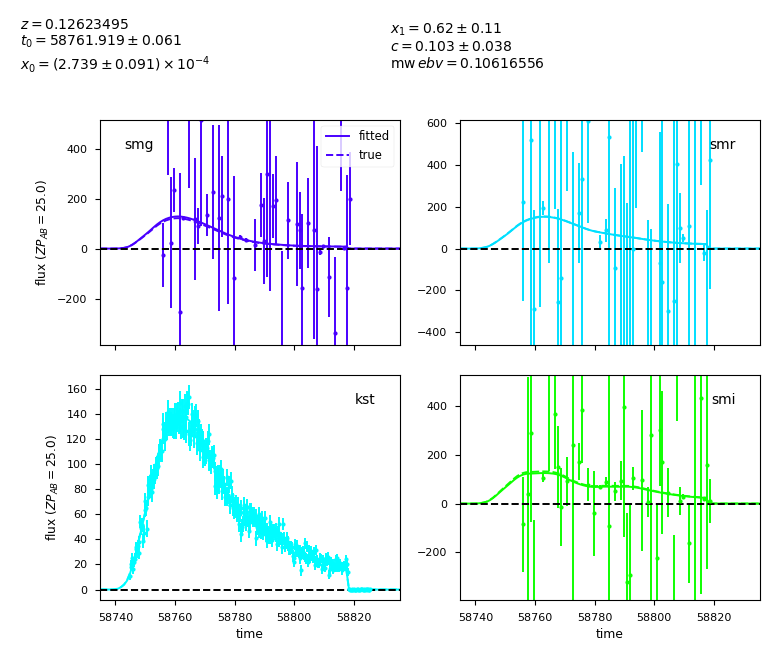 z = 0.12623495
t₀ = 58761.919 ± 0.061
x₀ = (2.739 ± 0.091) × 10⁻⁴
x₁ = 0.62 ± 0.11
c = 0.103 ± 0.038
mw ebv = 0.10616556
smg
fitted
true
400
200
0
−200
flux (ZP_AB = 25.0)
smr
600
400
200
0
−200
−400
kst
160
140
120
100
80
60
40
20
0
flux (ZP_AB = 25.0)
58740 58760 58780 58800 58820
time
smi
400
200
0
−200
58740 58760 58780 58800 58820
time